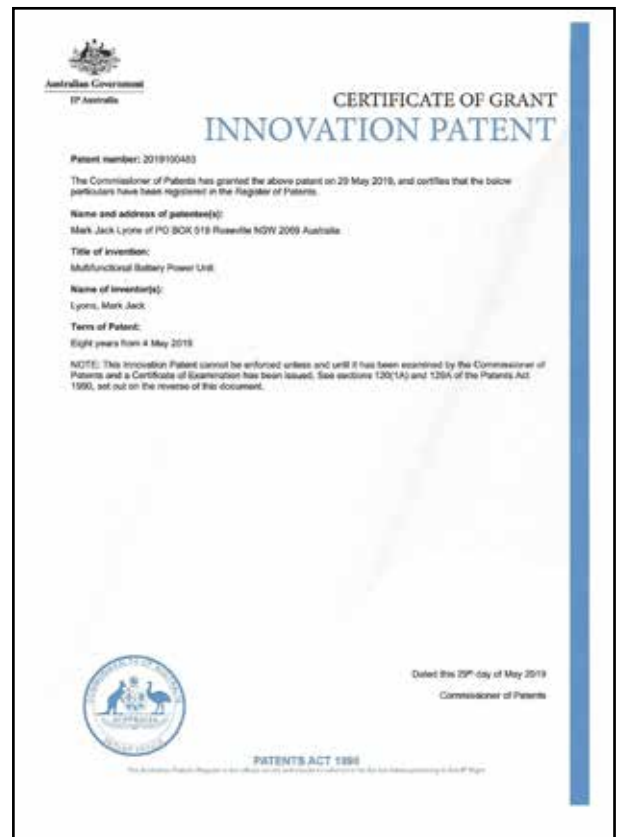 Australian Government
IP Australia
CERTIFICATE OF GRANT
INNOVATION PATENT
Patent number: 2019100483
The Commissioner of Patents has granted the above patent on 29 May 2019, and certifies that the below
particulars have been registered in the Register of Patents.
Name and address of patentee(s):
Mark Jack Lyons of PO BOX 519 Roseville NSW 2069 Australia
Title of invention:
Multifunctional Battery Power Unit
Name of inventor(s):
Lyons, Mark Jack
Term of Patent:
Eight years from 4 May 2019
NOTE: This Innovation Patent cannot be enforced unless and until it has been examined by the Commissioner of
Patents and a Certificate of Examination has been issued. See sections 120(1A) and 129A of the Patents Act
1990, set out on the reverse of this document.
Dated this 29th day of May 2019
Commissioner of Patents
COMMONWEALTH OF AUSTRALIA
AUSTRALIA
PATENT OFFICE
PATENTS ACT 1990